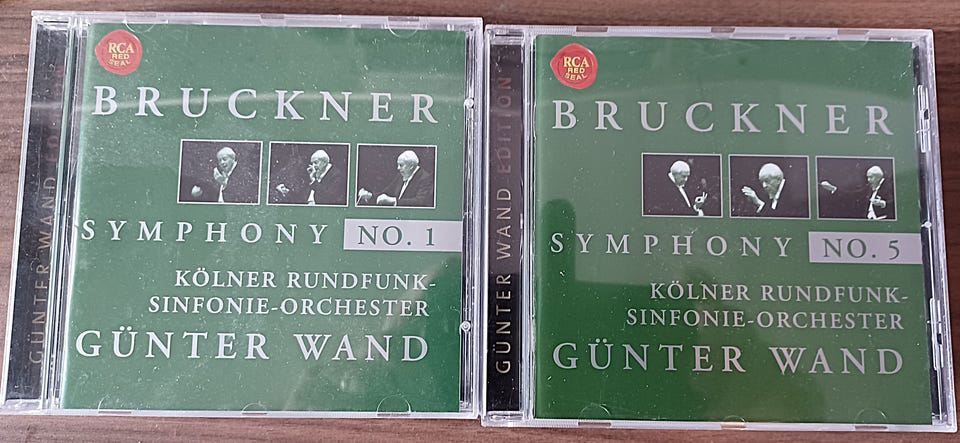 GÜNTER WAND EDITION
RCA
RED
SEAL
BRUCKNER
SYMPHONY NO. 1
KÖLNER RUNDFUNK-
SINFONIE-ORCHESTER
GÜNTER WAND
GÜNTER WAND EDITION
RCA
RED
SEAL
BRUCKNER
SYMPHONY NO. 5
KÖLNER RUNDFUNK-
SINFONIE-ORCHESTER
GÜNTER WAND